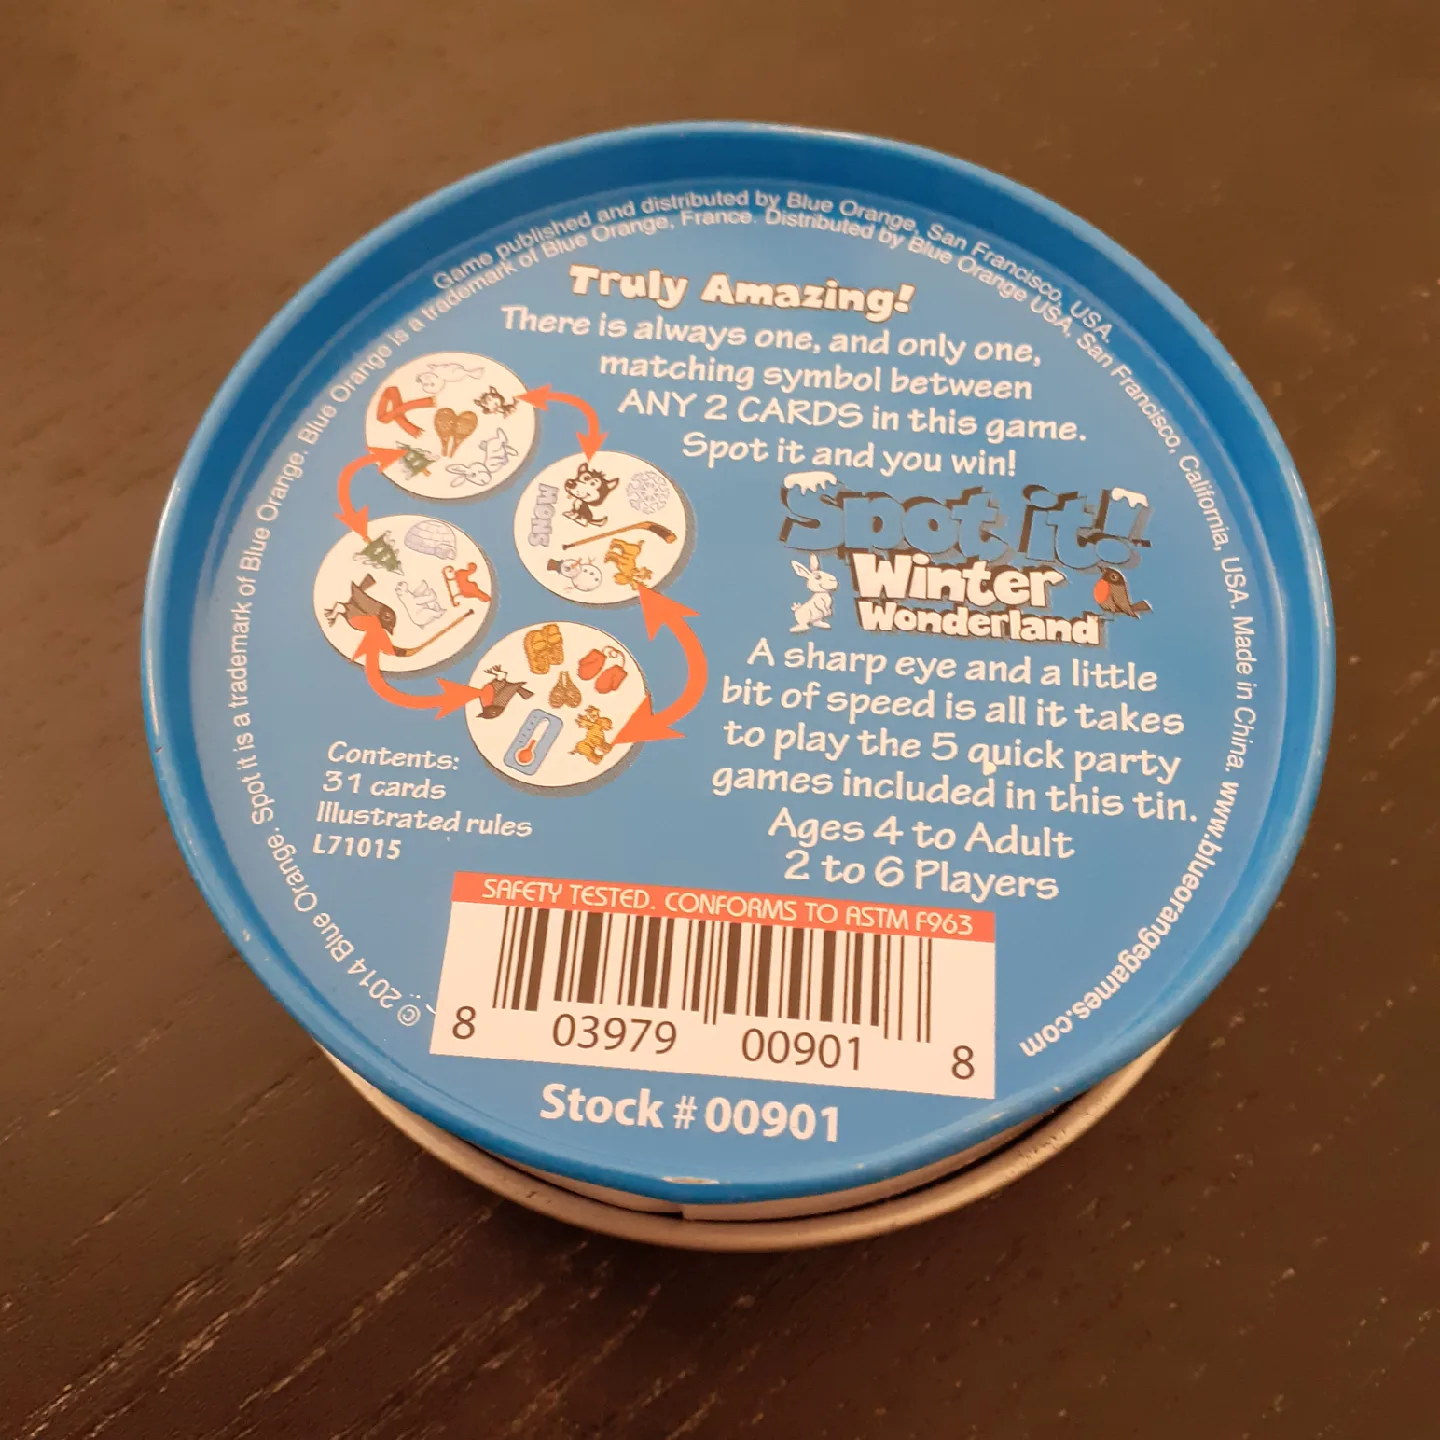 Game published and distributed by Blue Orange, San Francisco, USA.
© 2014 Blue Orange. Spot it is a trademark of Blue Orange. Blue Orange is a trademark of Blue Orange, France. Distributed by Blue Orange USA, San Francisco, California, USA. Made in China. www.blueorangegames.com
Truly Amazing!
There is always one, and only one,
matching symbol between
ANY 2 CARDS in this game.
Spot it and you win!
Spot it!
Winter
Wonderland
A sharp eye and a little
bit of speed is all it takes
to play the 5 quick party
games included in this tin.
Ages 4 to Adult
2 to 6 Players
Contents:
31 cards
Illustrated rules
L71015
SAFETY TESTED. CONFORMS TO ASTM F963
8 03979 00901 8
Stock # 00901